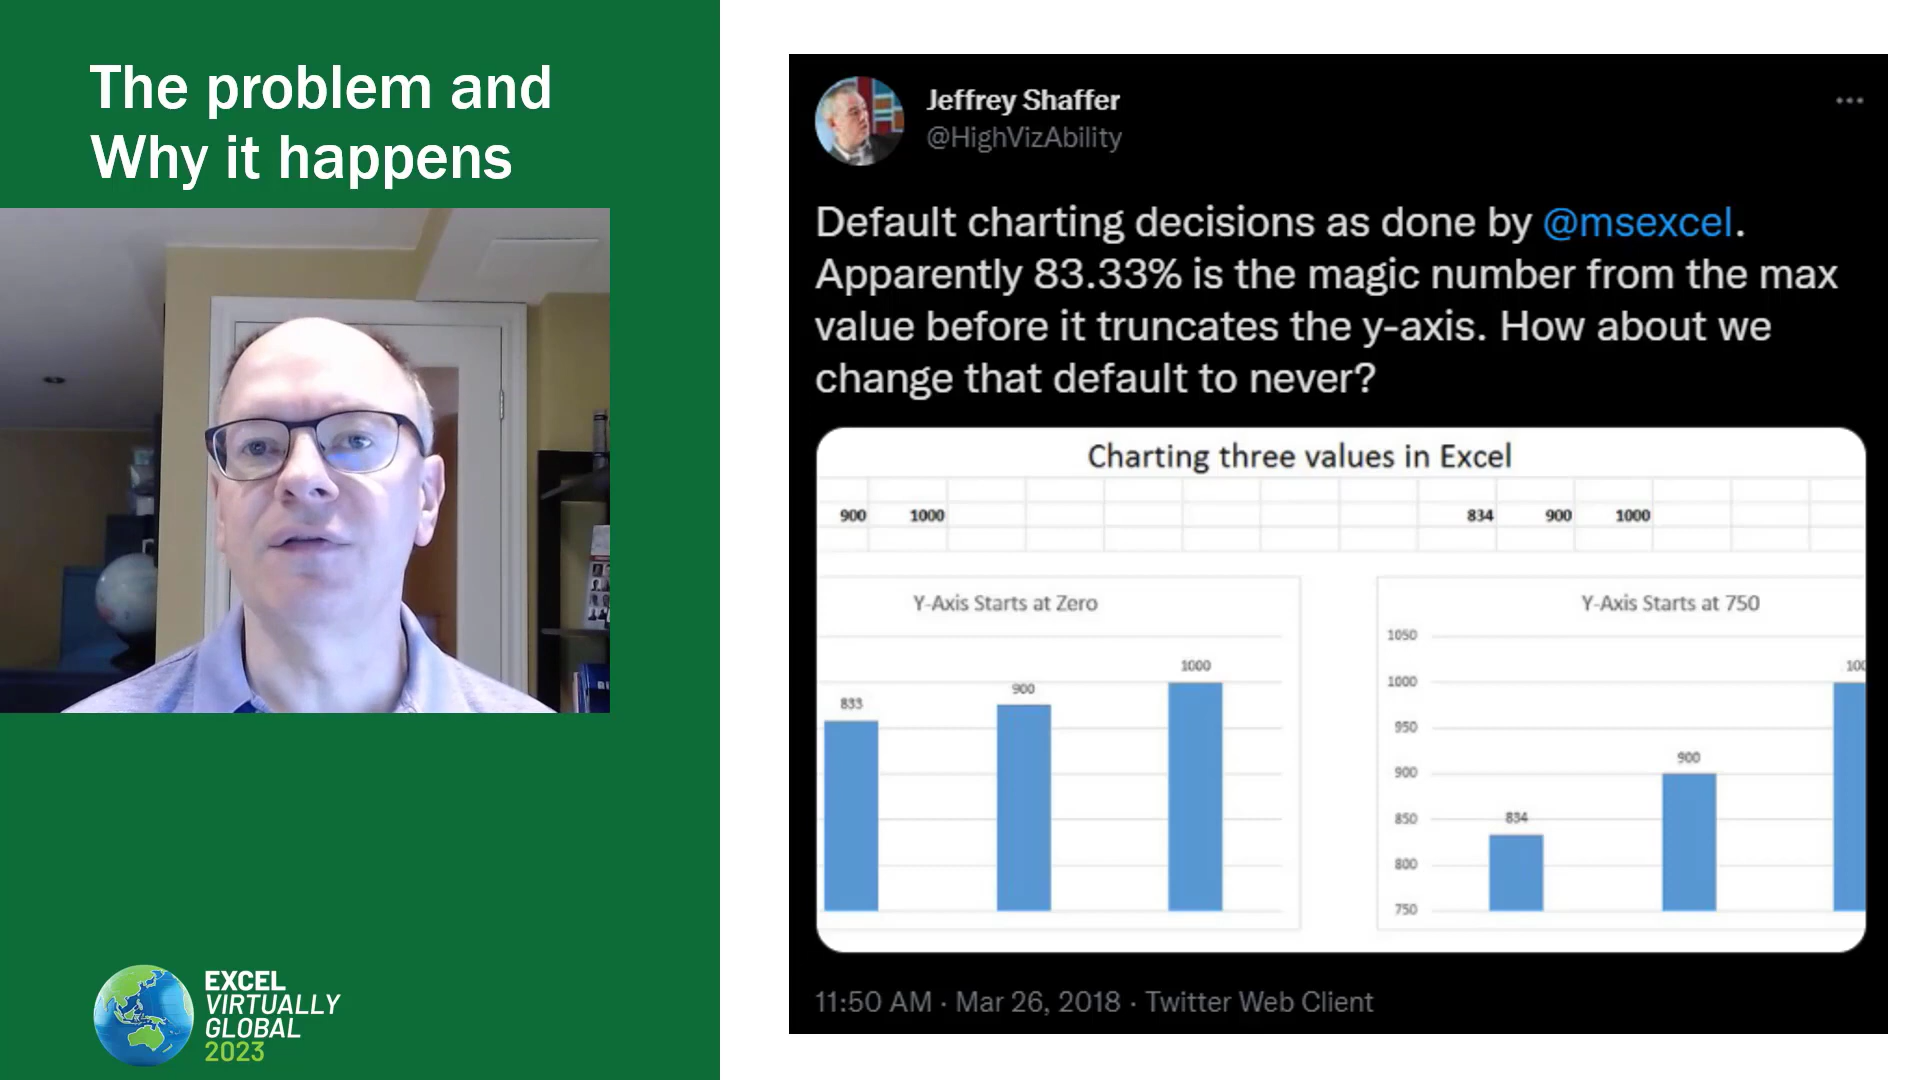 The problem and
Why it happens
EXCEL
VIRTUALLY
GLOBAL
2023
Jeffrey Shaffer
@HighVizAbility
Default charting decisions as done by @msexcel.
Apparently 83.33% is the magic number from the max
value before it truncates the y-axis. How about we
change that default to never?
Charting three values in Excel
900 1000 834 900 1000
Y-Axis Starts at Zero
833
900
1000
Y-Axis Starts at 750
1050
1000
950
900
850
800
750
834
900
100
11:50 AM · Mar 26, 2018 · Twitter Web Client